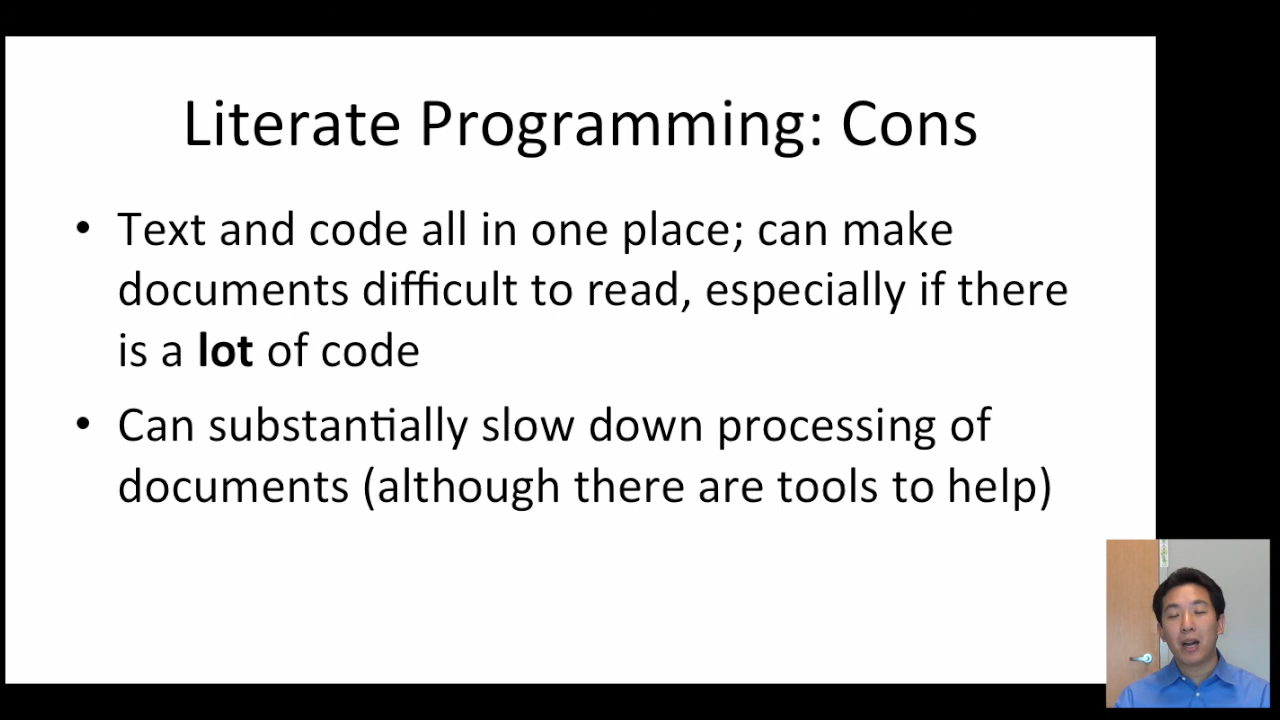 Literate Programming: Cons
• Text and code all in one place; can make
documents difficult to read, especially if there
is a lot of code
• Can substantially slow down processing of
documents (although there are tools to help)